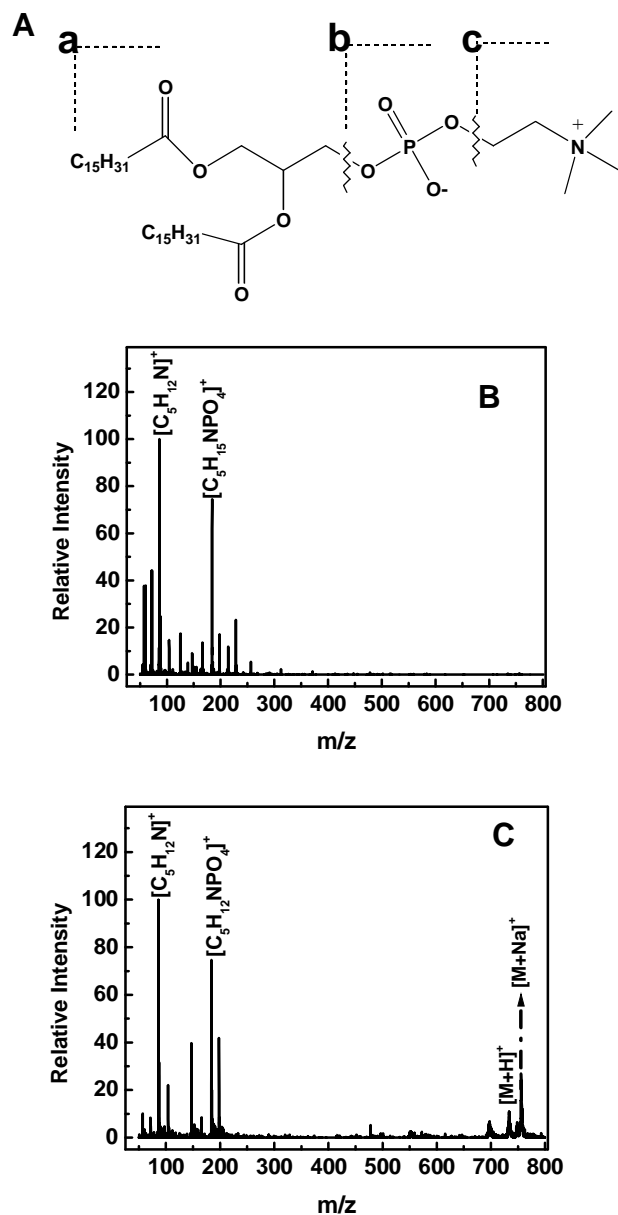 A
a
b
c
O
O
C₁₅H₃₁
O
O
P
O
O-
N
+
C₁₅H₃₁
O
O
B
[C₅H₁₂N]⁺
[C₅H₁₅NPO₄]⁺
Relative Intensity
120
100
80
60
40
20
0
100 200 300 400 500 600 700 800
m/z
C
[C₅H₁₂N]⁺
[C₅H₁₂NPO₄]⁺
[M+H]⁺
[M+Na]⁺
Relative Intensity
120
100
80
60
40
20
0
100 200 300 400 500 600 700 800
m/z